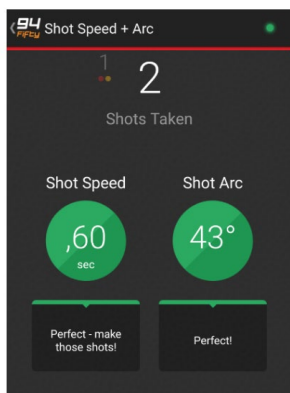 94 Shot Speed + Arc
FIFTY
1
2
Shots Taken
Shot Speed
Shot Arc
,60
43°
sec
Perfect - make
those shots!
Perfect!